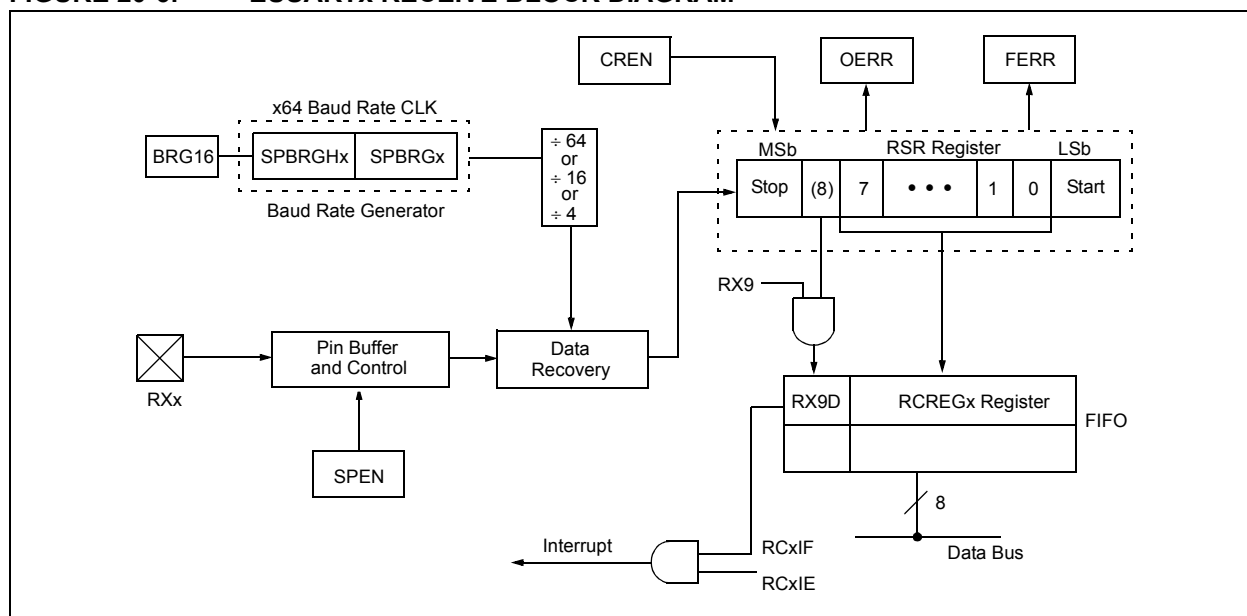 FIGURE EUSARTx RECEIVE BLOCK DIAGRAM
CREN
OERR
FERR
x64 Baud Rate CLK
BRG16
SPBRGHx
SPBRGx
Baud Rate Generator
÷ 64
or
÷ 16
or
÷ 4
MSb
RSR Register
LSb
Stop
(8)
7
• • •
1
0
Start
RX9
RXx
Pin Buffer
and Control
Data
Recovery
SPEN
RX9D
RCREGx Register
FIFO
8
Data Bus
Interrupt
RCxIF
RCxIE